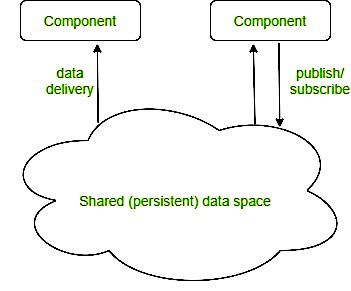 Component
Component
data
delivery
publish/
subscribe
Shared (persistent) data space